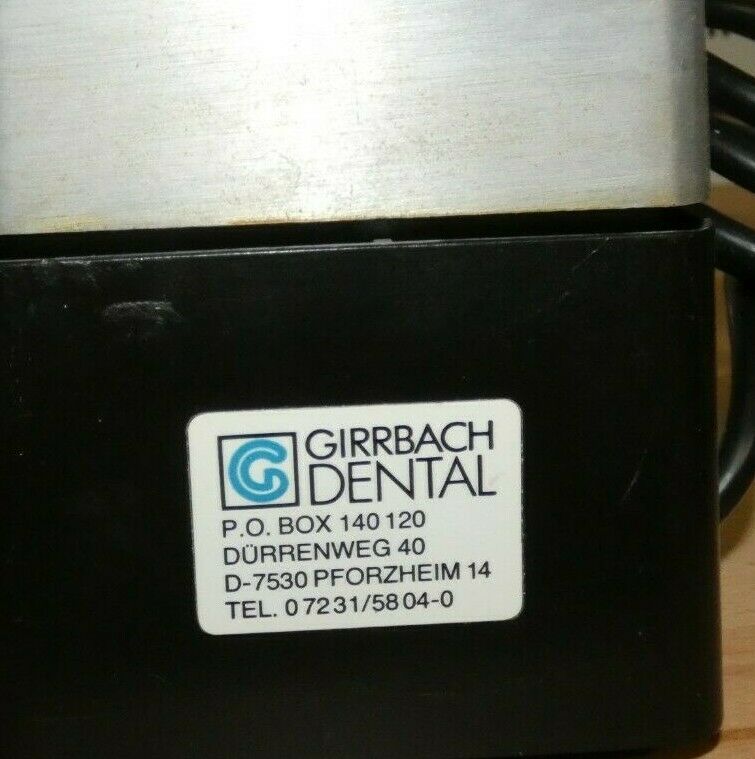 G GIRRBACH
DENTAL
P.O. BOX 140 120
DÜRRENWEG 40
D-7530 PFORZHEIM 14
TEL. 0 72 31/58 04-0